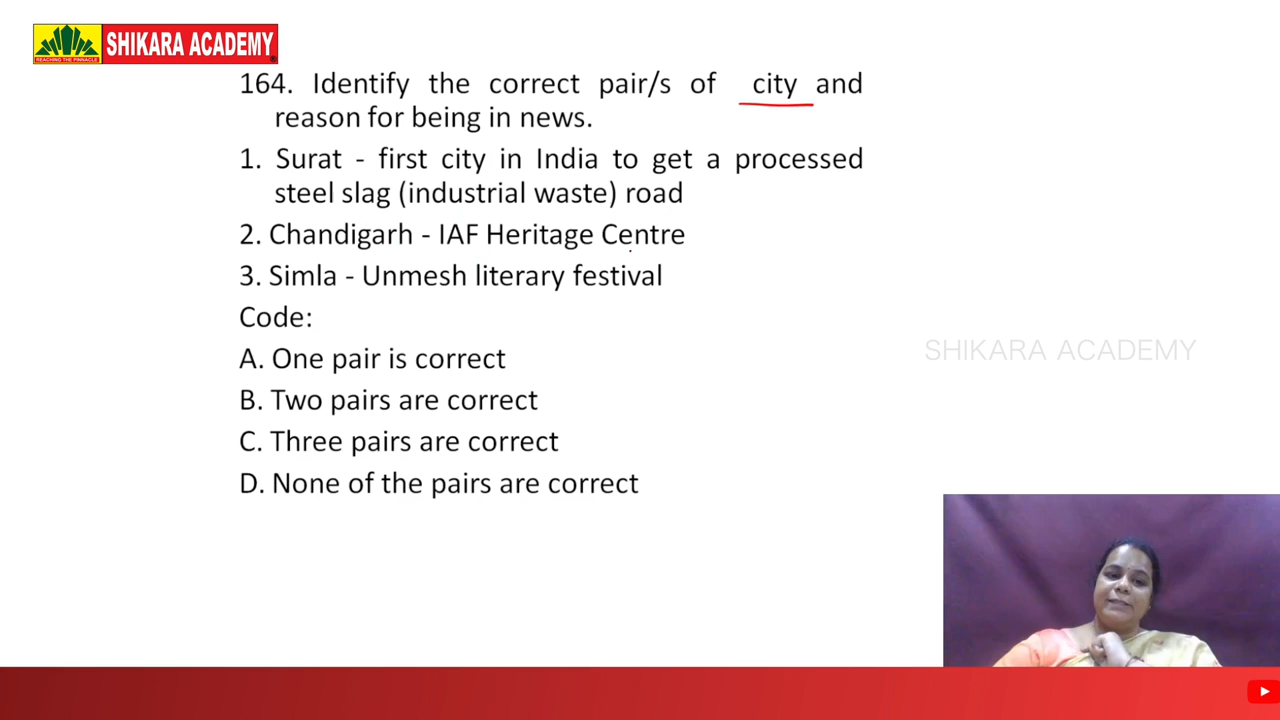 SHIKARA ACADEMY
REACHING THE PINNACLE
164. Identify the correct pair/s of city and
reason for being in news.
1. Surat - first city in India to get a processed
steel slag (industrial waste) road
2. Chandigarh - IAF Heritage Centre
3. Simla - Unmesh literary festival
Code:
A. One pair is correct
B. Two pairs are correct
C. Three pairs are correct
D. None of the pairs are correct
SHIKARA ACADEMY